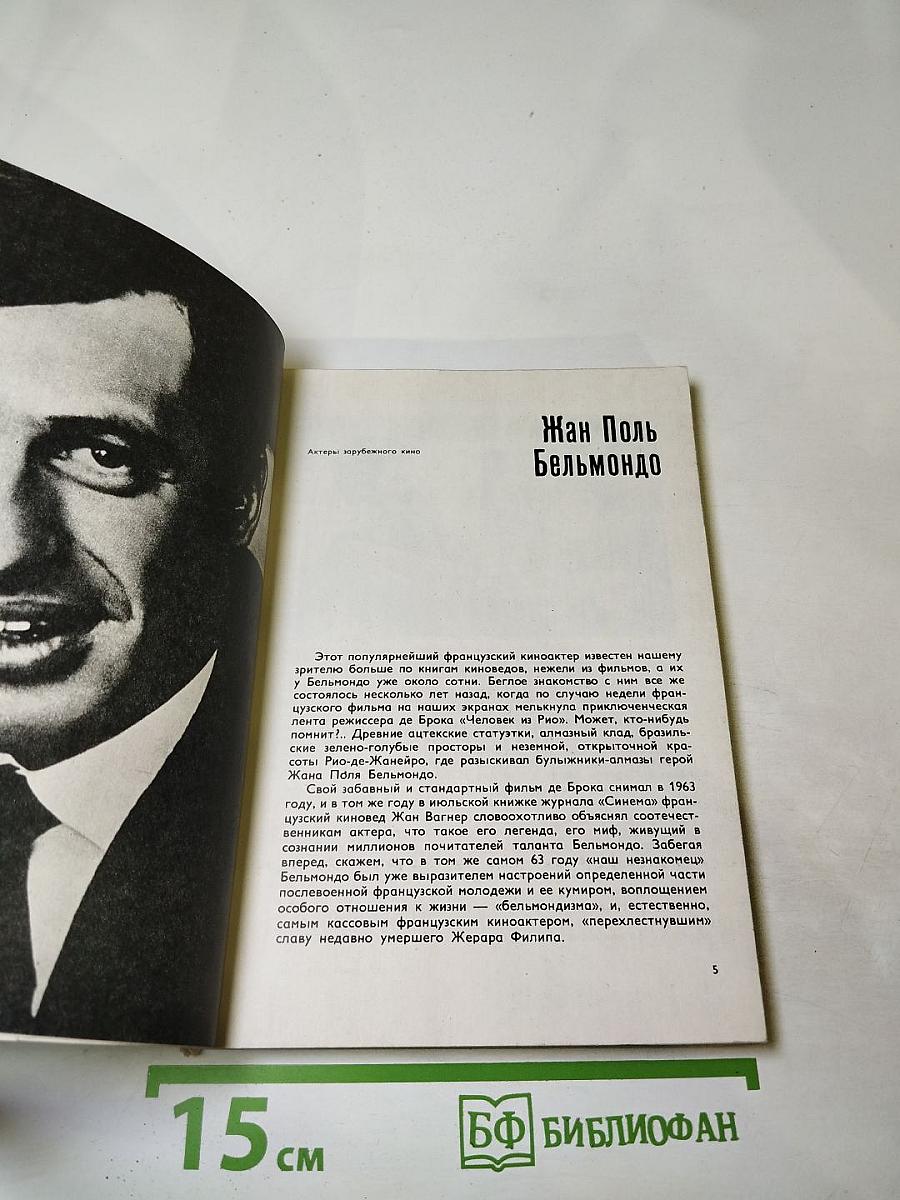 Актеры зарубежного кино
Жан Поль
Бельмондо
Этот популярнейший французский киноактер известен нашему
зрителю больше по книгам киноведов, нежели из фильмов, а их
у Бельмондо уже около сотни. Беглое знакомство с ним все же
состоялось несколько лет назад, когда по случаю недели фран-
цузского фильма на наших экранах мелькнула приключенческая
лента режиссера де Брока «Человек из Рио». Может, кто-нибудь
помнит?.. Древние ацтекские статуэтки, алмазный клад, бразиль-
ские зелено-голубые просторы и неземной, открыточной кра-
соты Рио-де-Жанейро, где разыскивал булыжники-алмазы герой
Жана Поля Бельмондо.
Свой забавный и стандартный фильм де Брока снимал в 1963
году, и в том же году в июльской книжке журнала «Синема» фран-
цузский киновед Жан Вагнер словоохотливо объяснял соотечест-
венникам актера, что такое его легенда, его миф, живущий в
сознании миллионов почитателей таланта Бельмондо. Забегая
вперед, скажем, что в том же самом 63 году «наш незнакомец»
Бельмондо был уже выразителем настроений определенной части
послевоенной французской молодежи и ее кумиром, воплощением
особого отношения к жизни — «бельмондизма», и, естественно,
самым кассовым французским киноактером, «перехлестнувшим»
славу недавно умершего Жерара Филипа.
5
15 см
БФ БИБЛИОФАН